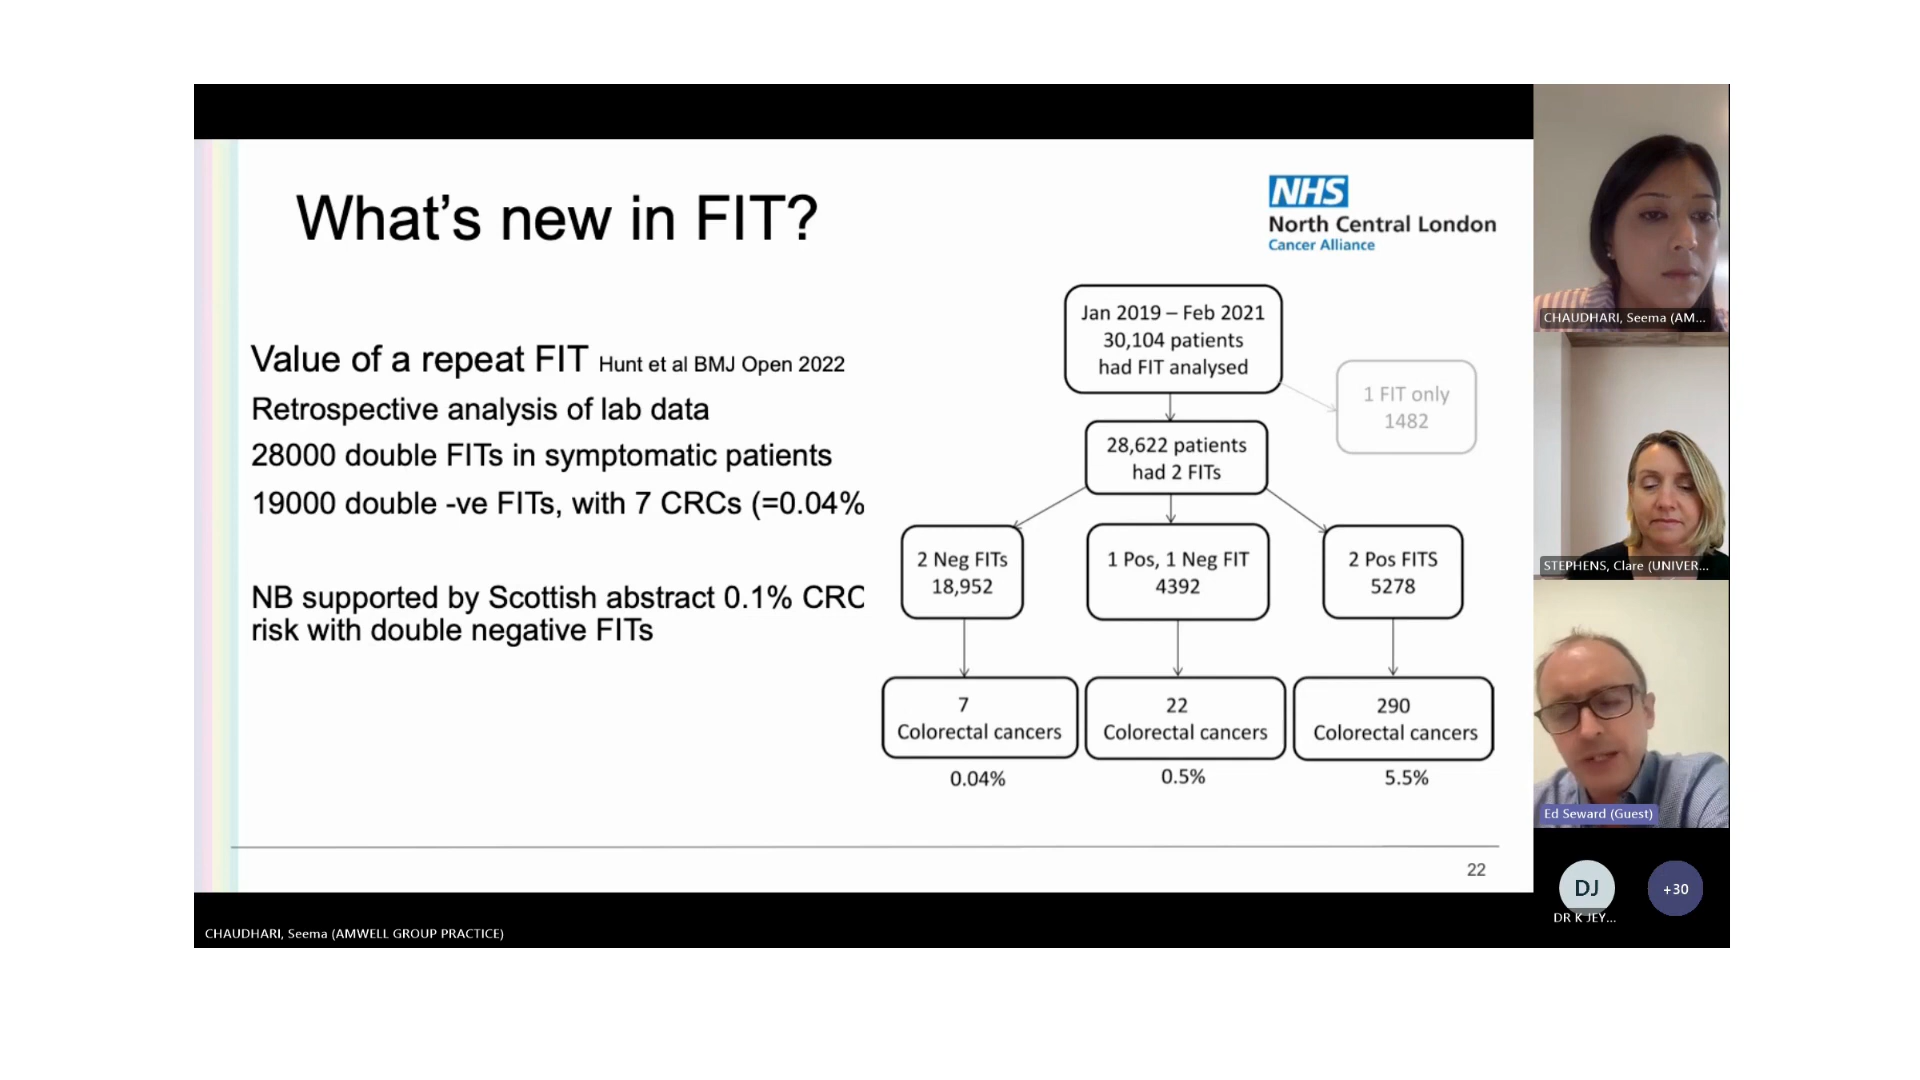 What's new in FIT?
NHS
North Central London
Cancer Alliance
Value of a repeat FIT Hunt et al BMJ Open 2022
Retrospective analysis of lab data
28000 double FITs in symptomatic patients
19000 double -ve FITs, with 7 CRCs (=0.04%
NB supported by Scottish abstract 0.1% CRC
risk with double negative FITs
Jan 2019 – Feb 2021
30,104 patients
had FIT analysed
1 FIT only
1482
28,622 patients
had 2 FITs
2 Neg FITs
18,952
1 Pos, 1 Neg FIT
4392
2 Pos FITS
5278
7
Colorectal cancers
22
Colorectal cancers
290
Colorectal cancers
0.04%
0.5%
5.5%
22
CHAUDHARI, Seema (AMWELL GROUP PRACTICE)
CHAUDHARI, Seema (AM...
STEPHENS, Clare (UNIVER...
Ed Seward (Guest)
DJ
DR K JEY...
+30